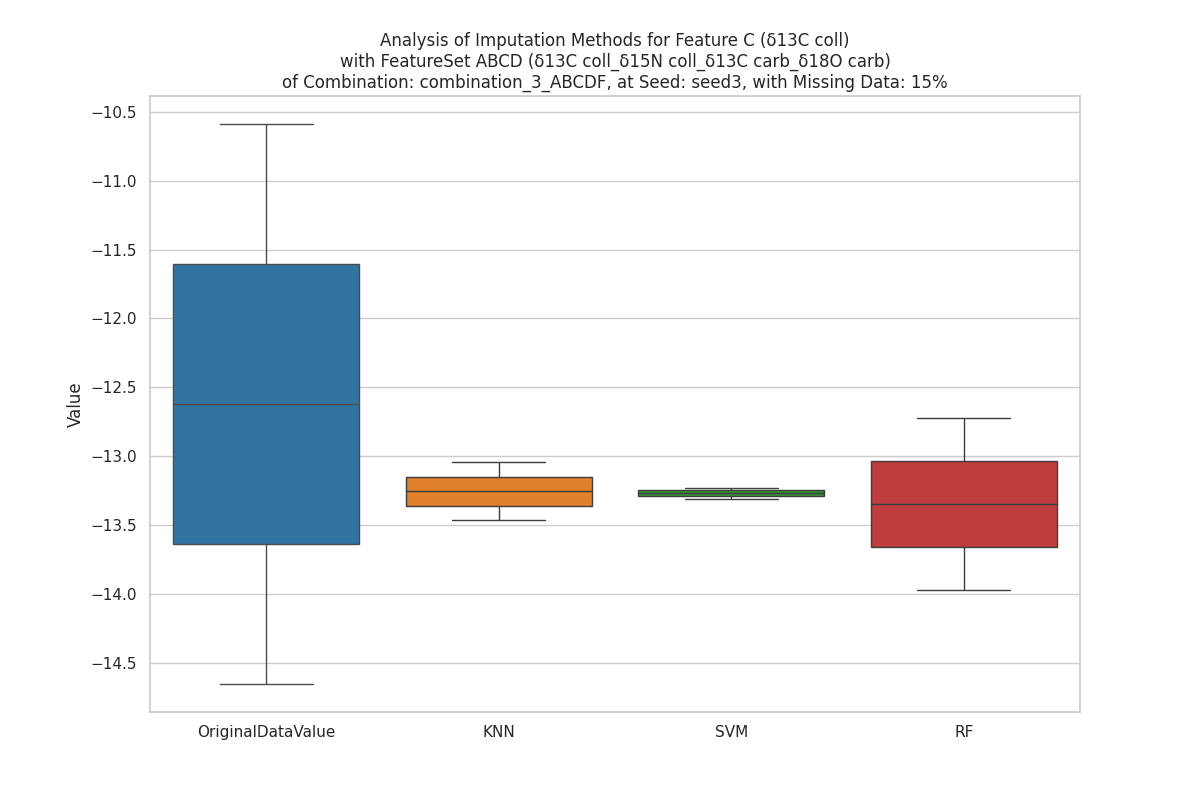 Analysis of Imputation Methods for Feature C (δ13C coll)
with FeatureSet ABCD (δ13C coll_δ15N coll_δ13C carb_δ18O carb)
of Combination: combination_3_ABCDF, at Seed: seed3, with Missing Data: 15%
−10.5
−11.0
−11.5
−12.0
−12.5
−13.0
−13.5
−14.0
−14.5
Value
OriginalDataValue
KNN
SVM
RF